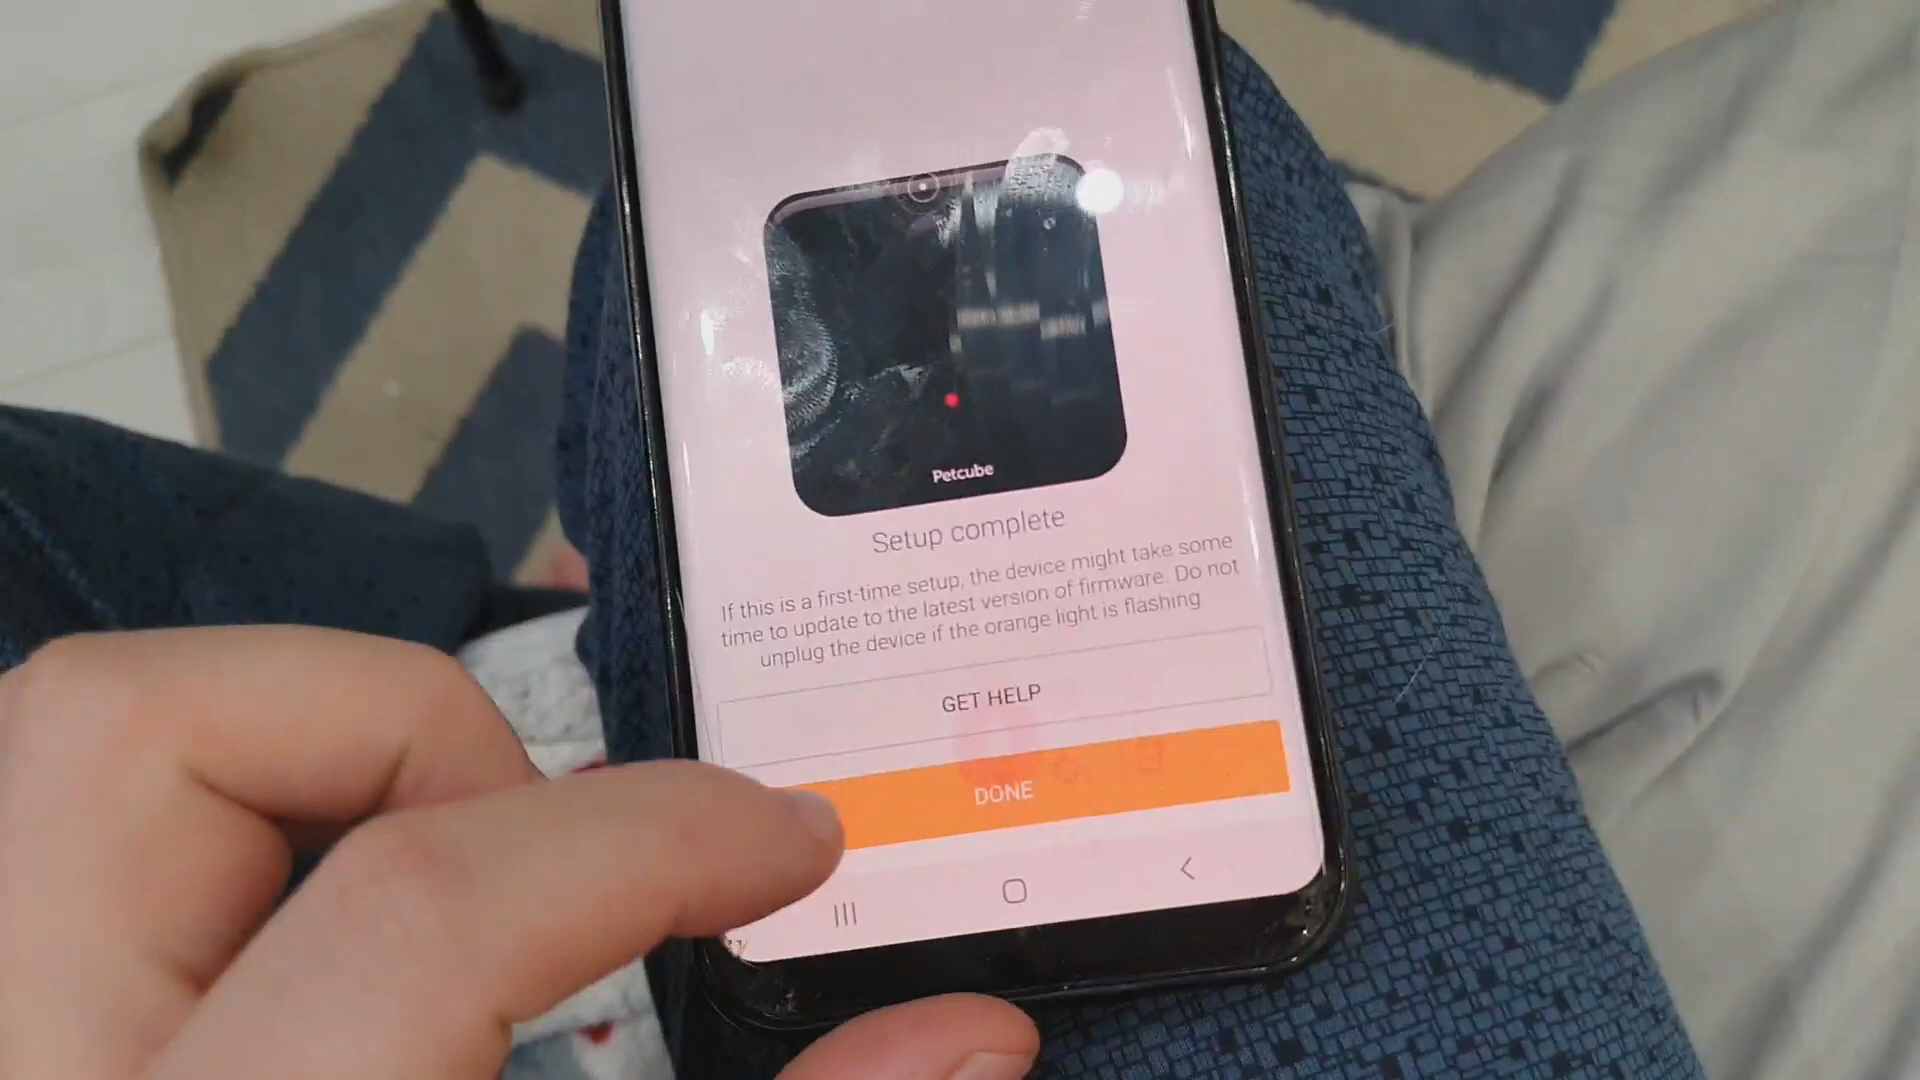 Petcube
Setup complete
If this is a first-time setup, the device might take some
time to update to the latest version of firmware. Do not
unplug the device if the orange light is flashing
GET HELP
DONE